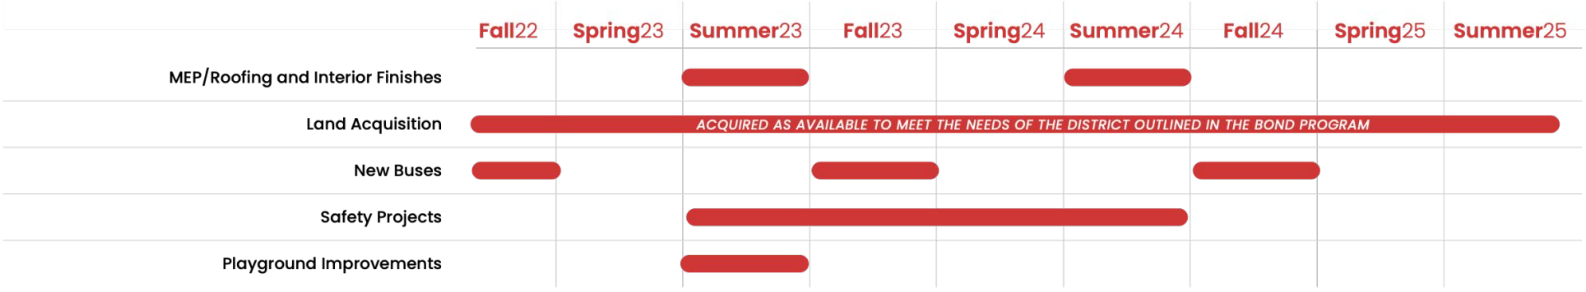 Fall22 Spring23 Summer23 Fall23 Spring24 Summer24 Fall24 Spring25 Summer25
MEP/Roofing and Interior Finishes
Land Acquisition ACQUIRED AS AVAILABLE TO MEET THE NEEDS OF THE DISTRICT OUTLINED IN THE BOND PROGRAM
New Buses
Safety Projects
Playground Improvements